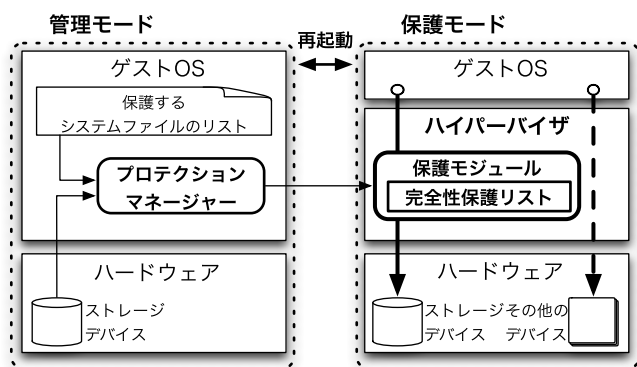 管理モード
再起動
保護モード
ゲストOS
保護する
システムファイルのリスト
プロテクション
マネージャー
ハードウェア
ストレージ
デバイス
ゲストOS
ハイパーバイザ
保護モジュール
完全性保護リスト
ハードウェア
ストレージ
デバイス
その他の
デバイス